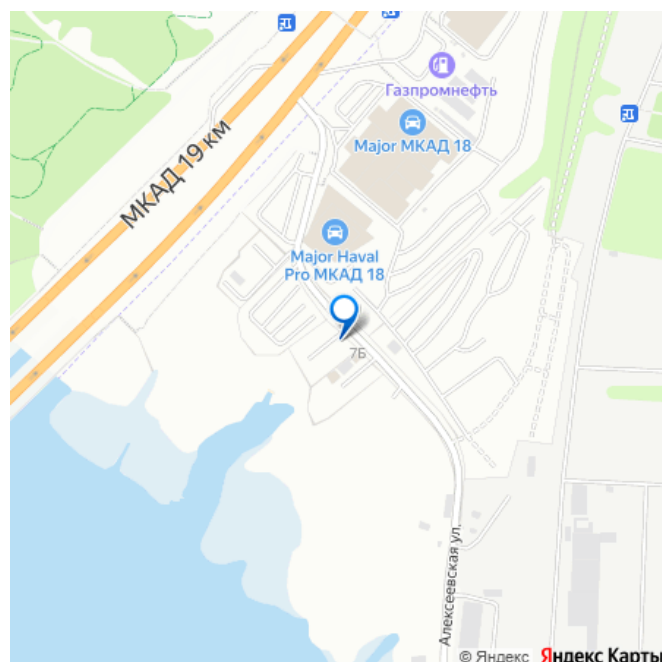 Газпромнефть
Major МКАД 18
МКАД 19 км
Major Haval
Pro МКАД 18
7Б
Алексеевская ул.
© Яндекс Яндекс Карты